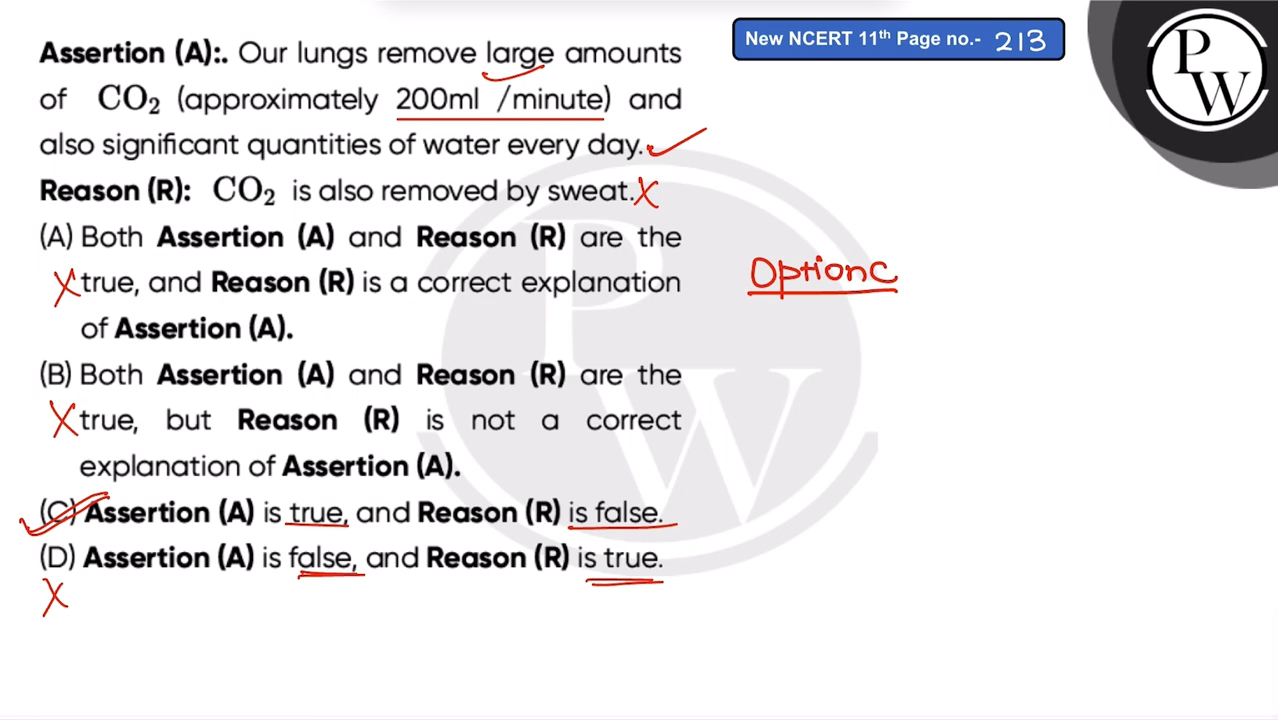 Assertion (A):. Our lungs remove large amounts
of CO₂ (approximately 200ml /minute) and
also significant quantities of water every day.
Reason (R): CO₂ is also removed by sweat.
(A) Both Assertion (A) and Reason (R) are the
true, and Reason (R) is a correct explanation
of Assertion (A).
(B) Both Assertion (A) and Reason (R) are the
true, but Reason (R) is not a correct
explanation of Assertion (A).
(C) Assertion (A) is true, and Reason (R) is false.
(D) Assertion (A) is false, and Reason (R) is true.
New NCERT 11th Page no.- 213
Option C
PW
PW